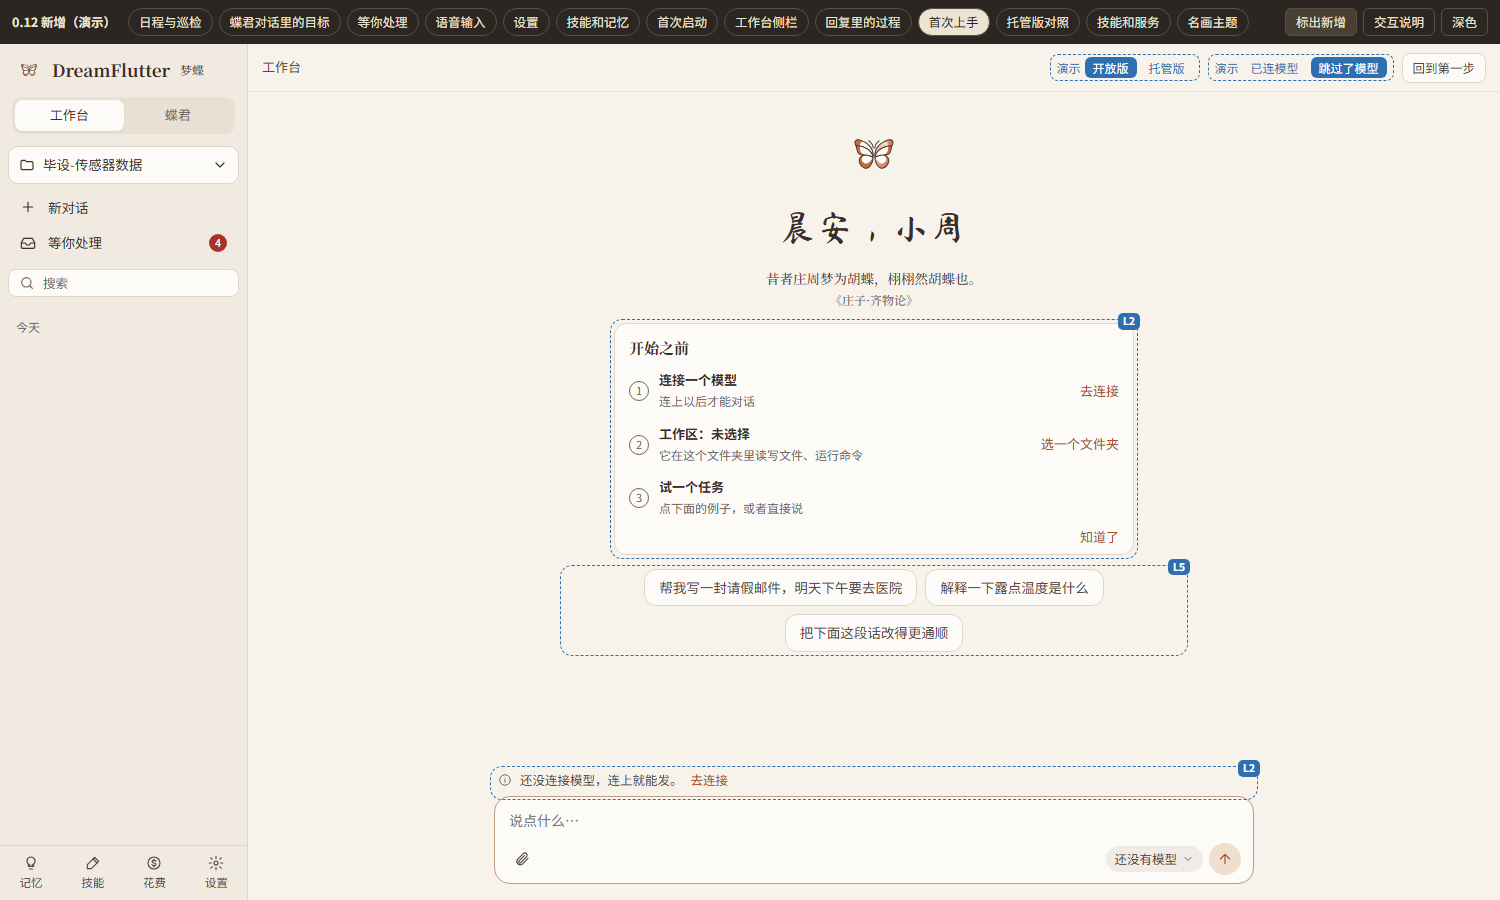 0.12 新增（演示） 日程与巡检 蝶君对话里的目标 等你处理 语音输入 设置 技能和记忆 首次启动 工作台侧栏 回复里的过程 首次上手 托管版对照 技能和服务 名画主题 标出新增 交互说明 深色
DreamFlutter 梦蝶
工作台 蝶君
毕设-传感器数据
新对话
等你处理 4
搜索
今天
记忆 技能 花费 设置
工作台
演示 开放版 托管版 演示 已连模型 跳过了模型 回到第一步
晨安，小周
昔者庄周梦为胡蝶，栩栩然胡蝶也。
《庄子·齐物论》
L2
开始之前
1 连接一个模型 去连接
连上以后才能对话
2 工作区：未选择 选一个文件夹
它在这个文件夹里读写文件、运行命令
3 试一个任务
点下面的例子，或者直接说
知道了
L5
帮我写一封请假邮件，明天下午要去医院 解释一下露点温度是什么
把下面这段话改得更通顺
L2
还没连接模型，连上就能发。 去连接
说点什么…
还没有模型